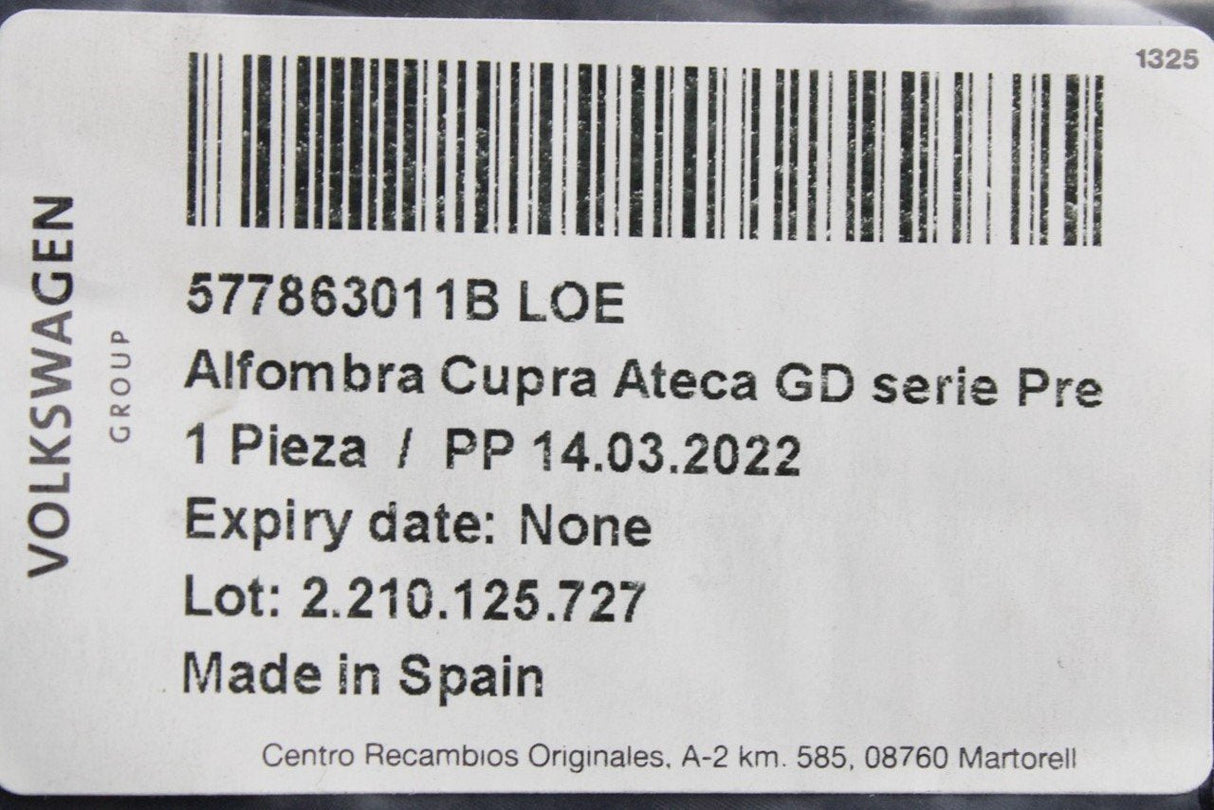 1325
VOLKSWAGEN
GROUP
577863011B LOE
Alfombra Cupra Ateca GD serie Pre
1 Pieza / PP 14.03.2022
Expiry date: None
Lot: 2.210.125.727
Made in Spain
Centro Recambios Originales, A-2 km. 585, 08760 Martorell